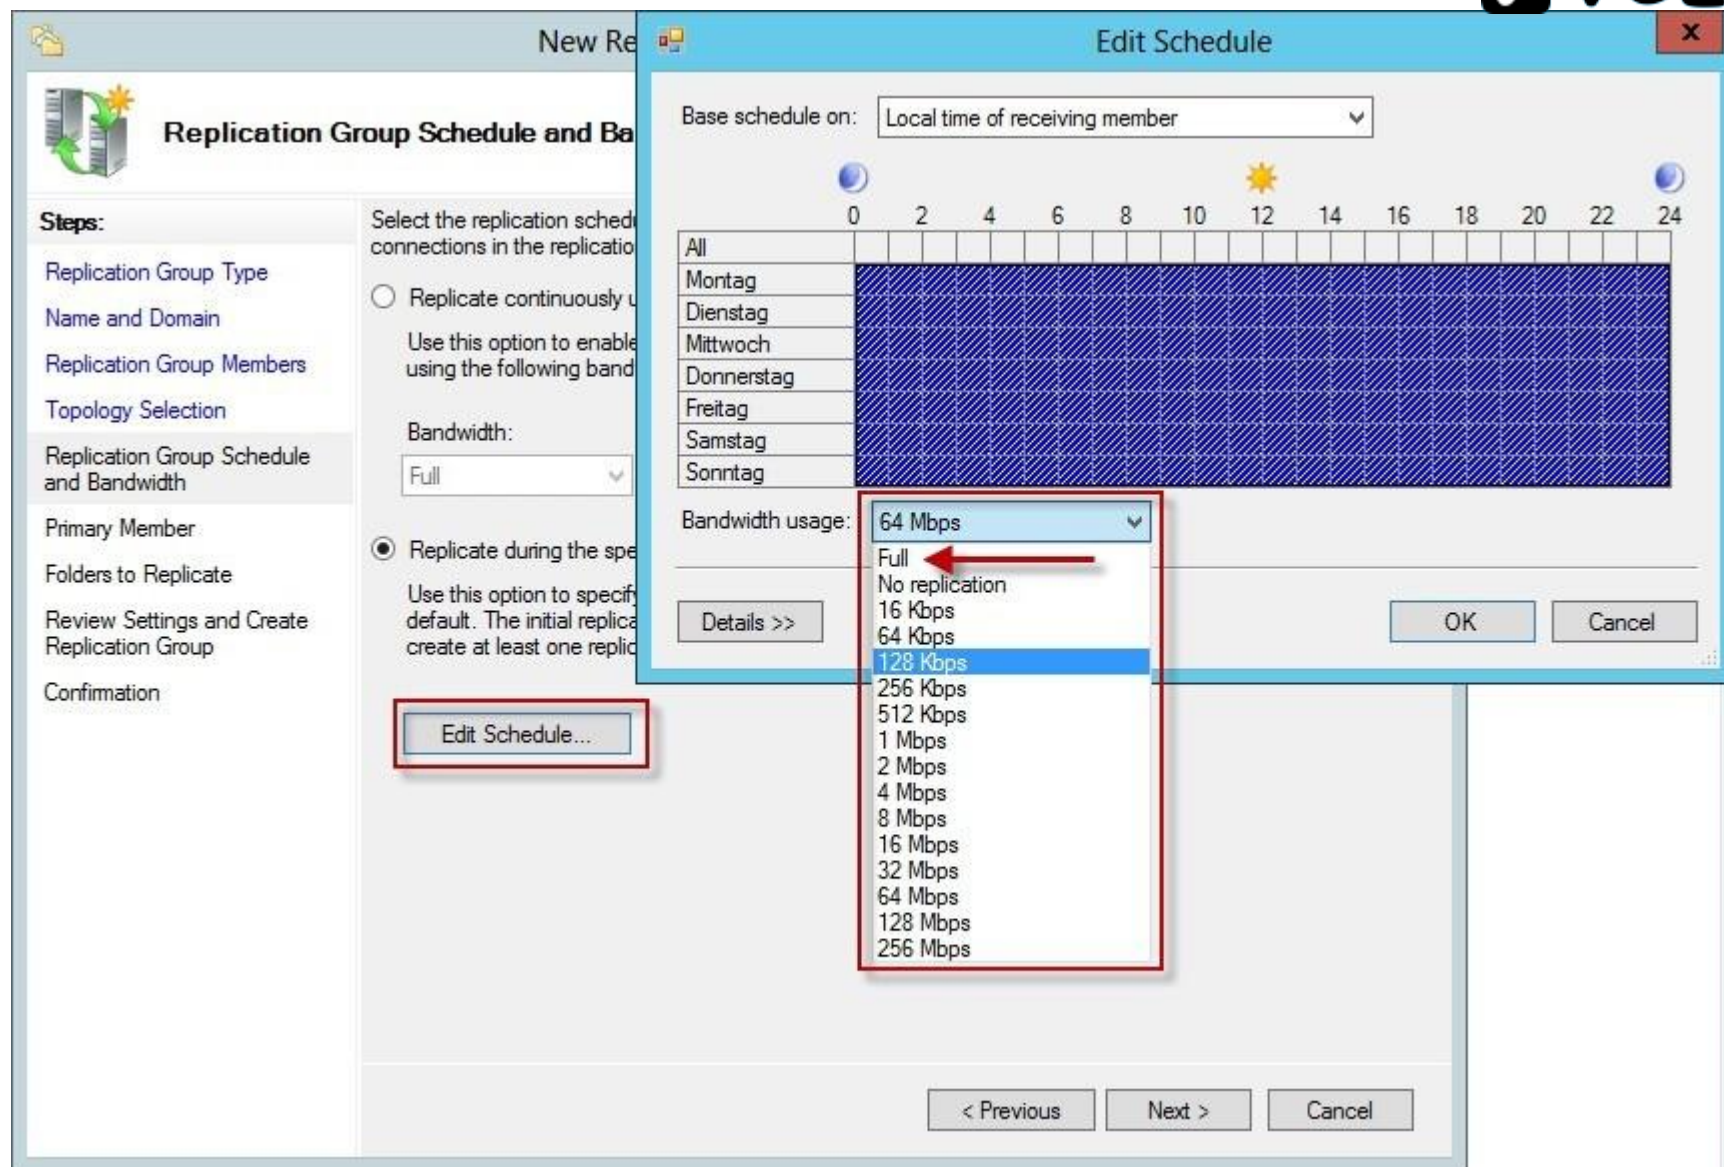 New Re
Replication Group Schedule and Ba
Steps:
Replication Group Type
Name and Domain
Replication Group Members
Topology Selection
Replication Group Schedule
and Bandwidth
Primary Member
Folders to Replicate
Review Settings and Create
Replication Group
Confirmation
Select the replication sched
connections in the replicatio
Replicate continuously u
Use this option to enable
using the following band
Bandwidth:
Full
Replicate during the spe
Use this option to specify
default. The initial replica
create at least one replic
Edit Schedule...
< Previous
Next >
Cancel
Edit Schedule
x
Base schedule on:
Local time of receiving member
0 2 4 6 8 10 12 14 16 18 20 22 24
All
Montag
Dienstag
Mittwoch
Donnerstag
Freitag
Samstag
Sonntag
Bandwidth usage:
64 Mbps
Full
No replication
16 Kbps
64 Kbps
128 Kbps
256 Kbps
512 Kbps
1 Mbps
2 Mbps
4 Mbps
8 Mbps
16 Mbps
32 Mbps
64 Mbps
128 Mbps
256 Mbps
Details >>
OK
Cancel